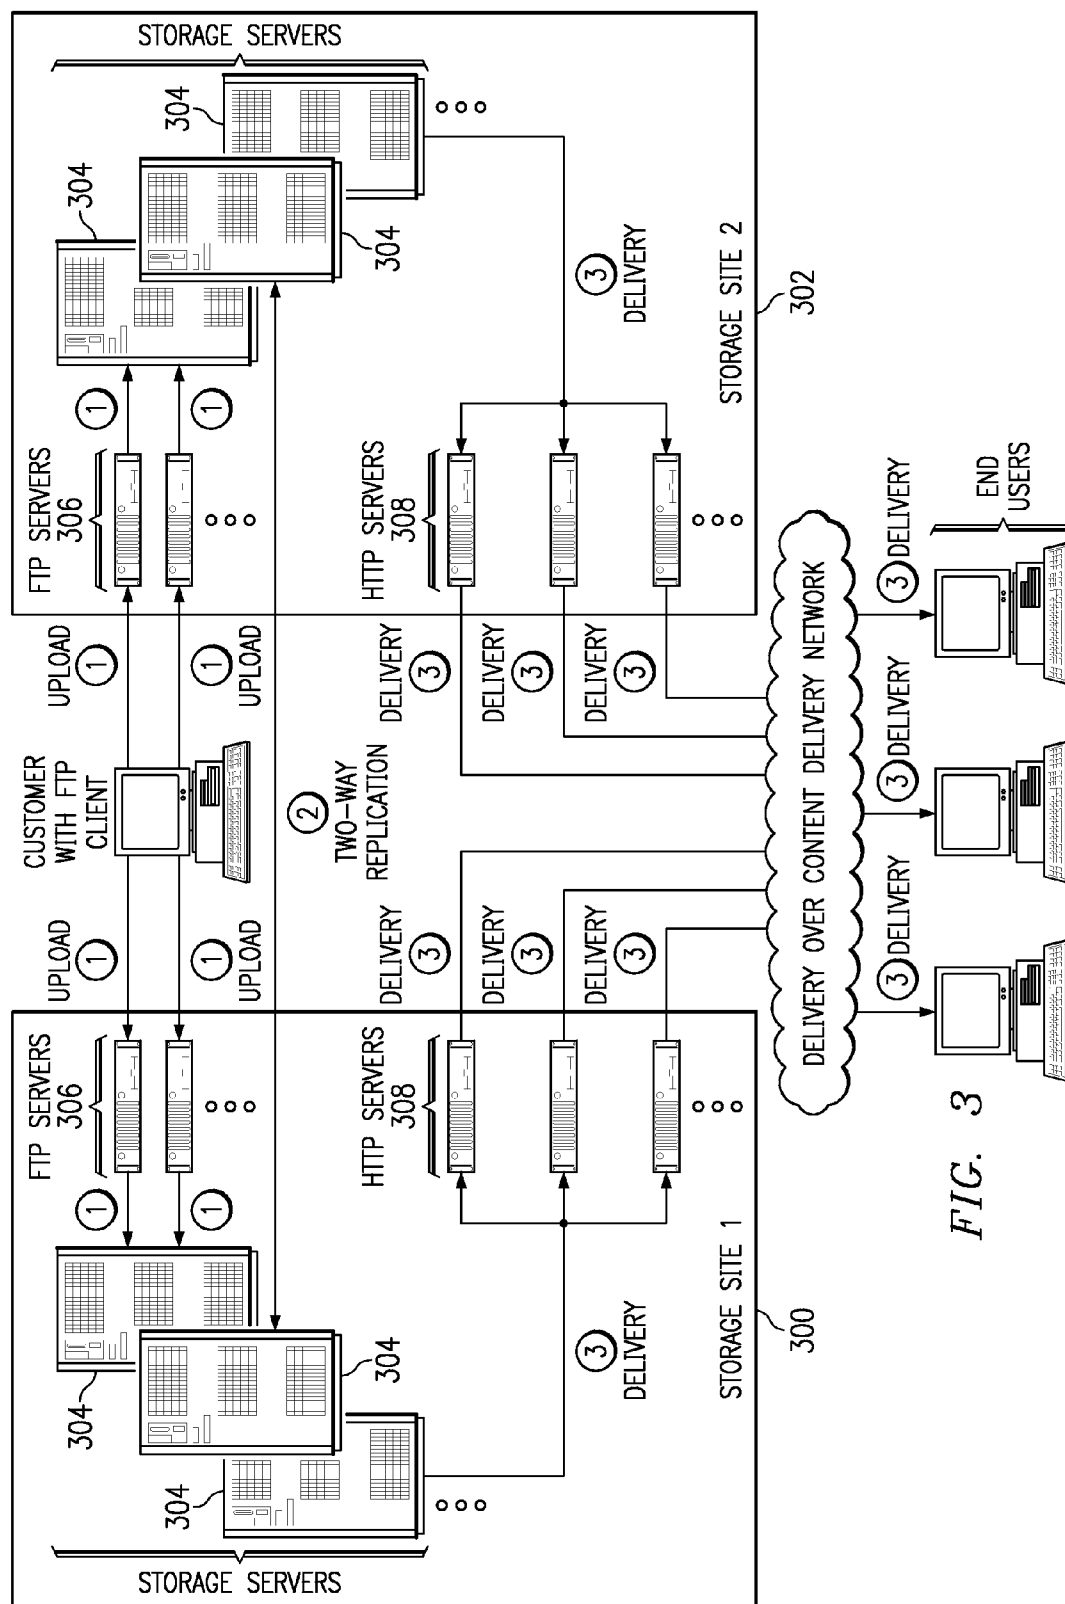 STORAGE SERVERS
304
304
304
FTP SERVERS
306
1
1
HTTP SERVERS
308
3
DELIVERY
STORAGE SITE 1
300
UPLOAD
1
1
UPLOAD
CUSTOMER
WITH FTP
CLIENT
UPLOAD
1
1
UPLOAD
2
TWO-WAY
REPLICATION
DELIVERY
3
DELIVERY
3
DELIVERY
3
DELIVERY
3
DELIVERY
3
DELIVERY
3
STORAGE SERVERS
304
304
304
FTP SERVERS
306
1
1
HTTP SERVERS
308
3
DELIVERY
STORAGE SITE 2
302
DELIVERY OVER CONTENT DELIVERY NETWORK
3 DELIVERY
3 DELIVERY
3 DELIVERY
END
USERS
FIG. 3